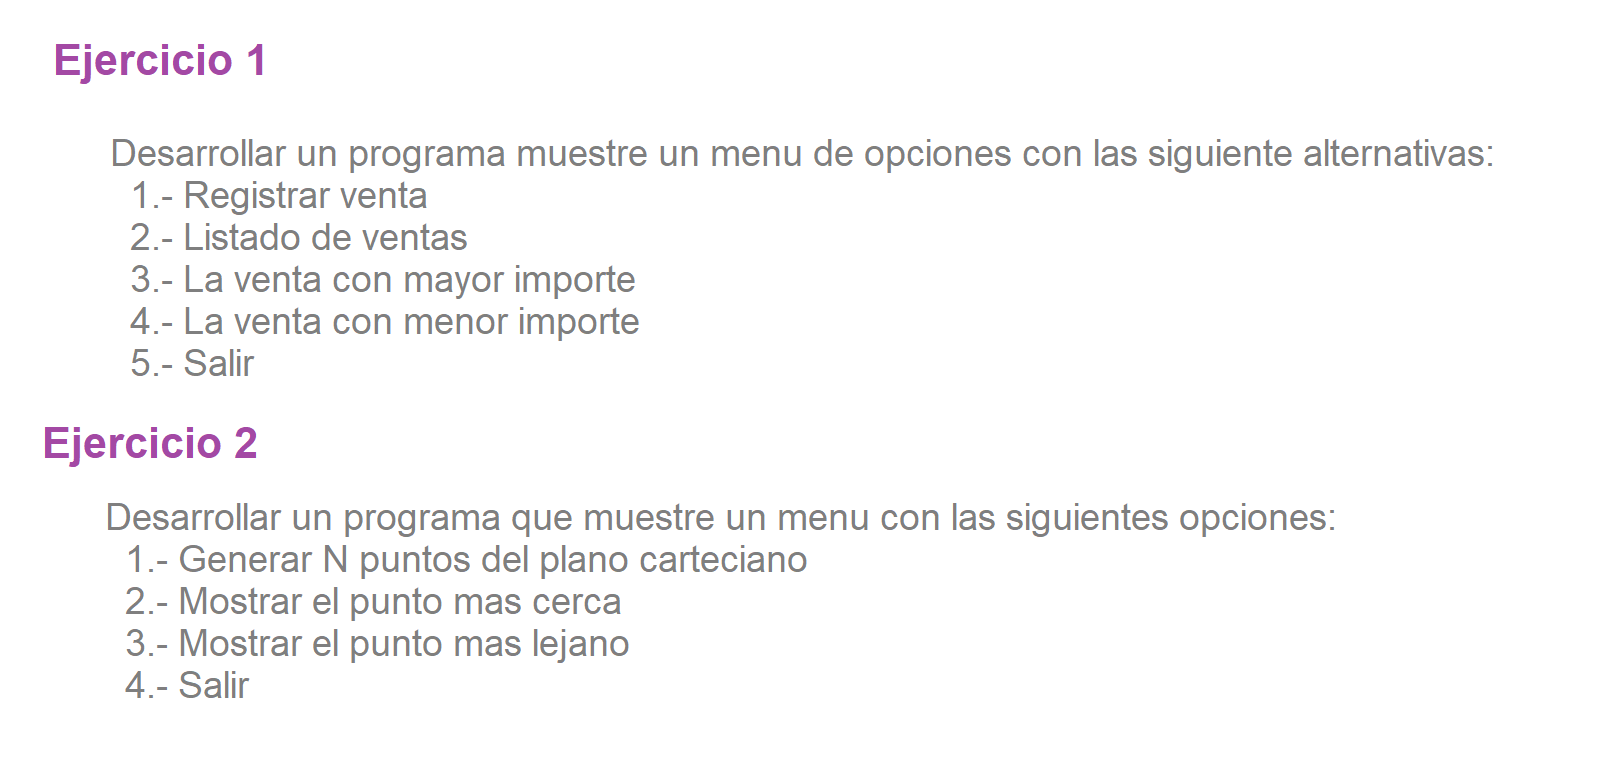 Ejercicio 1
Desarrollar un programa muestre un menu de opciones con las siguiente alternativas:
1.- Registrar venta
2.- Listado de ventas
3.- La venta con mayor importe
4.- La venta con menor importe
5.- Salir
Ejercicio 2
Desarrollar un programa que muestre un menu con las siguientes opciones:
1.- Generar N puntos del plano carteciano
2.- Mostrar el punto mas cerca
3.- Mostrar el punto mas lejano
4.- Salir